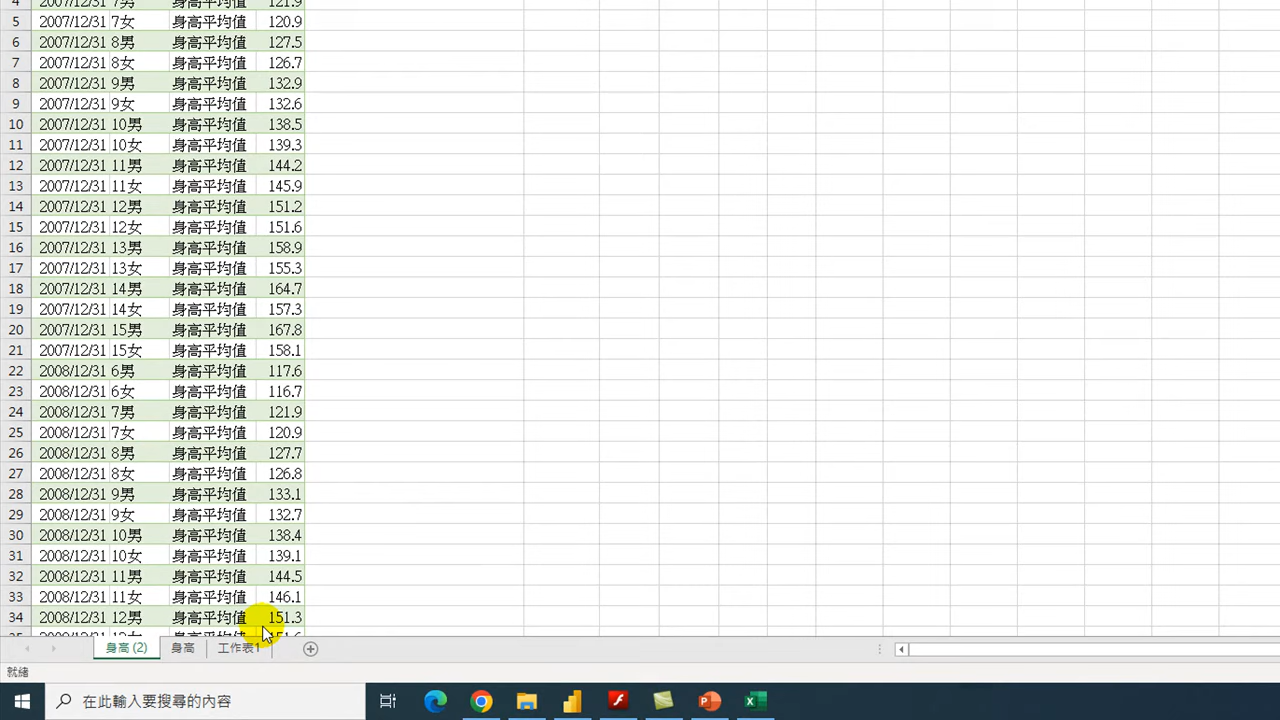 4 2007/12/31 7男 身高平均值 121.9
5 2007/12/31 7女 身高平均值 120.9
6 2007/12/31 8男 身高平均值 127.5
7 2007/12/31 8女 身高平均值 126.7
8 2007/12/31 9男 身高平均值 132.9
9 2007/12/31 9女 身高平均值 132.6
10 2007/12/31 10男 身高平均值 138.5
11 2007/12/31 10女 身高平均值 139.3
12 2007/12/31 11男 身高平均值 144.2
13 2007/12/31 11女 身高平均值 145.9
14 2007/12/31 12男 身高平均值 151.2
15 2007/12/31 12女 身高平均值 151.6
16 2007/12/31 13男 身高平均值 158.9
17 2007/12/31 13女 身高平均值 155.3
18 2007/12/31 14男 身高平均值 164.7
19 2007/12/31 14女 身高平均值 157.3
20 2007/12/31 15男 身高平均值 167.8
21 2007/12/31 15女 身高平均值 158.1
22 2008/12/31 6男 身高平均值 117.6
23 2008/12/31 6女 身高平均值 116.7
24 2008/12/31 7男 身高平均值 121.9
25 2008/12/31 7女 身高平均值 120.9
26 2008/12/31 8男 身高平均值 127.7
27 2008/12/31 8女 身高平均值 126.8
28 2008/12/31 9男 身高平均值 133.1
29 2008/12/31 9女 身高平均值 132.7
30 2008/12/31 10男 身高平均值 138.4
31 2008/12/31 10女 身高平均值 139.1
32 2008/12/31 11男 身高平均值 144.5
33 2008/12/31 11女 身高平均值 146.1
34 2008/12/31 12男 身高平均值 151.3
身高 (2) 身高 工作表1
就緒
在此輸入要搜尋的內容